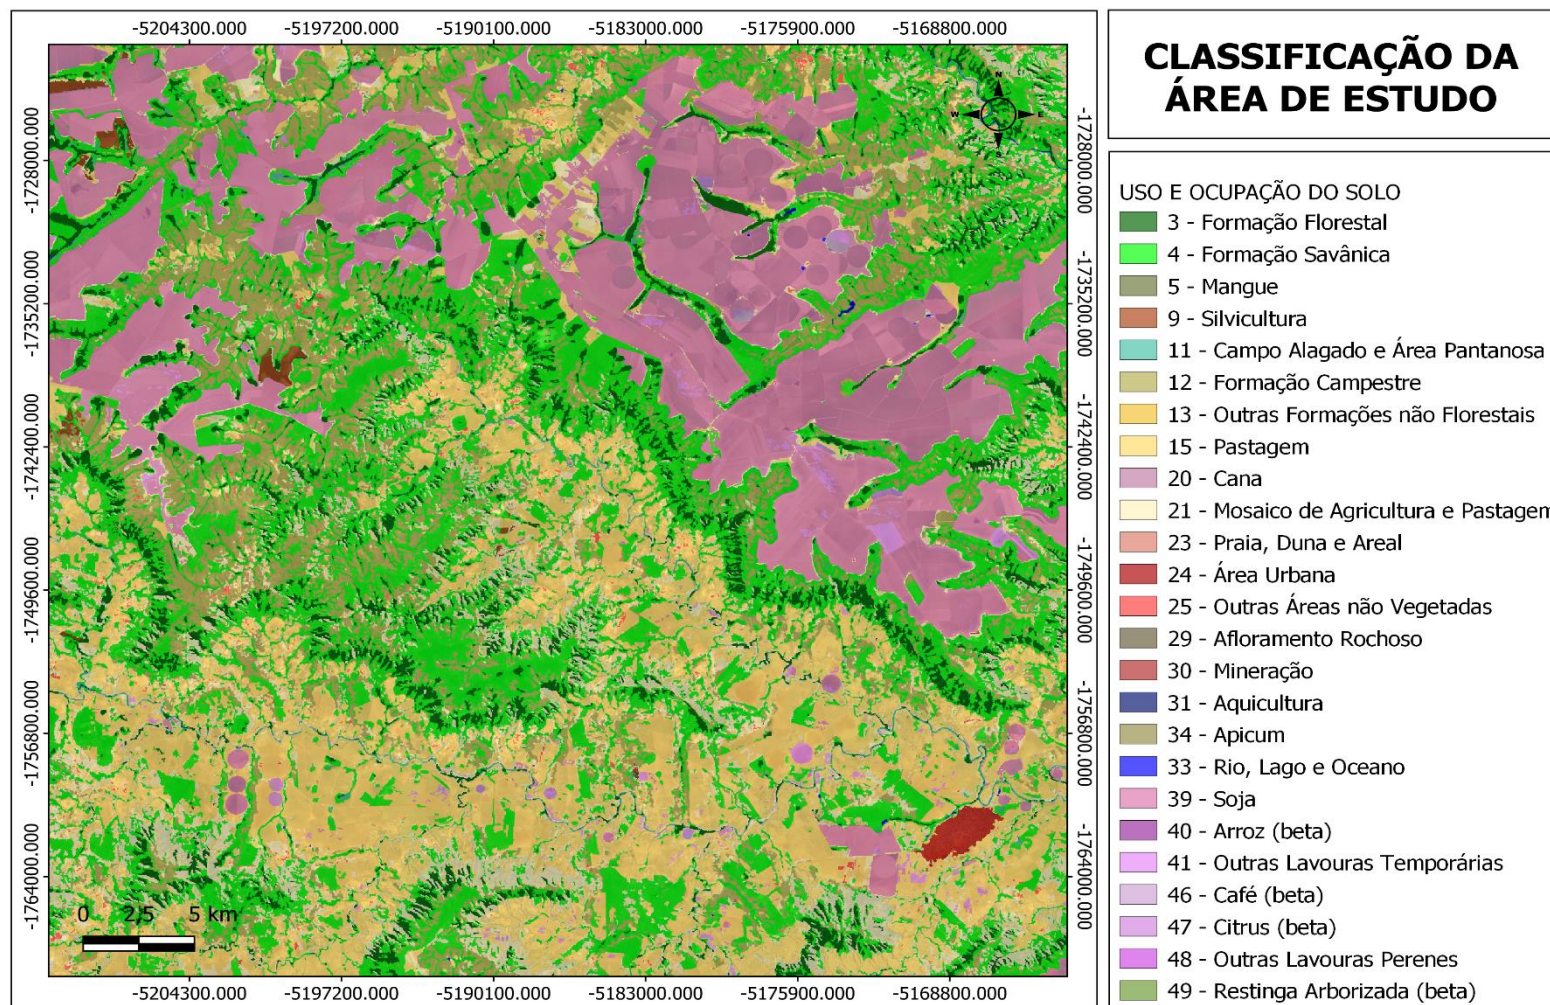 -5204300.000 -5197200.000 -5190100.000 -5183000.000 -5175900.000 -5168800.000
CLASSIFICAÇÃO DA
ÁREA DE ESTUDO
N
W E
S
-1728000.000 -1728000.000
-1735200.000 -1735200.000
-1742400.000 -1742400.000
-1749600.000 -1749600.000
-1756800.000 -1756800.000
-1764000.000 -1764000.000
0 2,5 5 km
-5204300.000 -5197200.000 -5190100.000 -5183000.000 -5175900.000 -5168800.000
USO E OCUPAÇÃO DO SOLO
3 - Formação Florestal
4 - Formação Savânica
5 - Mangue
9 - Silvicultura
11 - Campo Alagado e Área Pantanosa
12 - Formação Campestre
13 - Outras Formações não Florestais
15 - Pastagem
20 - Cana
21 - Mosaico de Agricultura e Pastagem
23 - Praia, Duna e Areal
24 - Área Urbana
25 - Outras Áreas não Vegetadas
29 - Afloramento Rochoso
30 - Mineração
31 - Aquicultura
34 - Apicum
33 - Rio, Lago e Oceano
39 - Soja
40 - Arroz (beta)
41 - Outras Lavouras Temporárias
46 - Café (beta)
47 - Citrus (beta)
48 - Outras Lavouras Perenes
49 - Restinga Arborizada (beta)